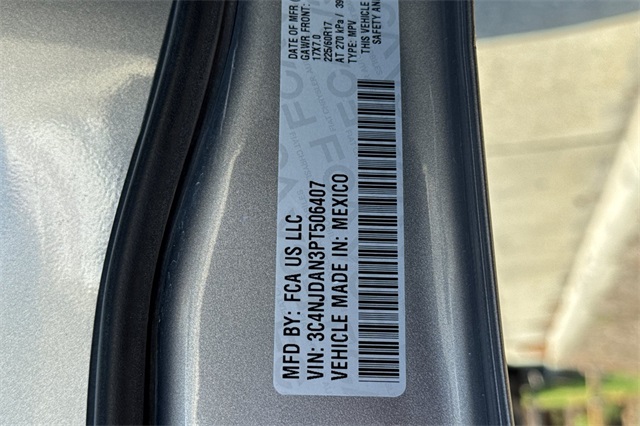 DATE OF MFR
GAWR FRONT:
17X7.0
225/60R17
AT 270 kPa / 39
TYPE: MPV
THIS VEHICLE
SAFETY AN
MFD BY: FCA US LLC
VIN: 3C4NJDAN3PT506407
VEHICLE MADE IN: MEXICO